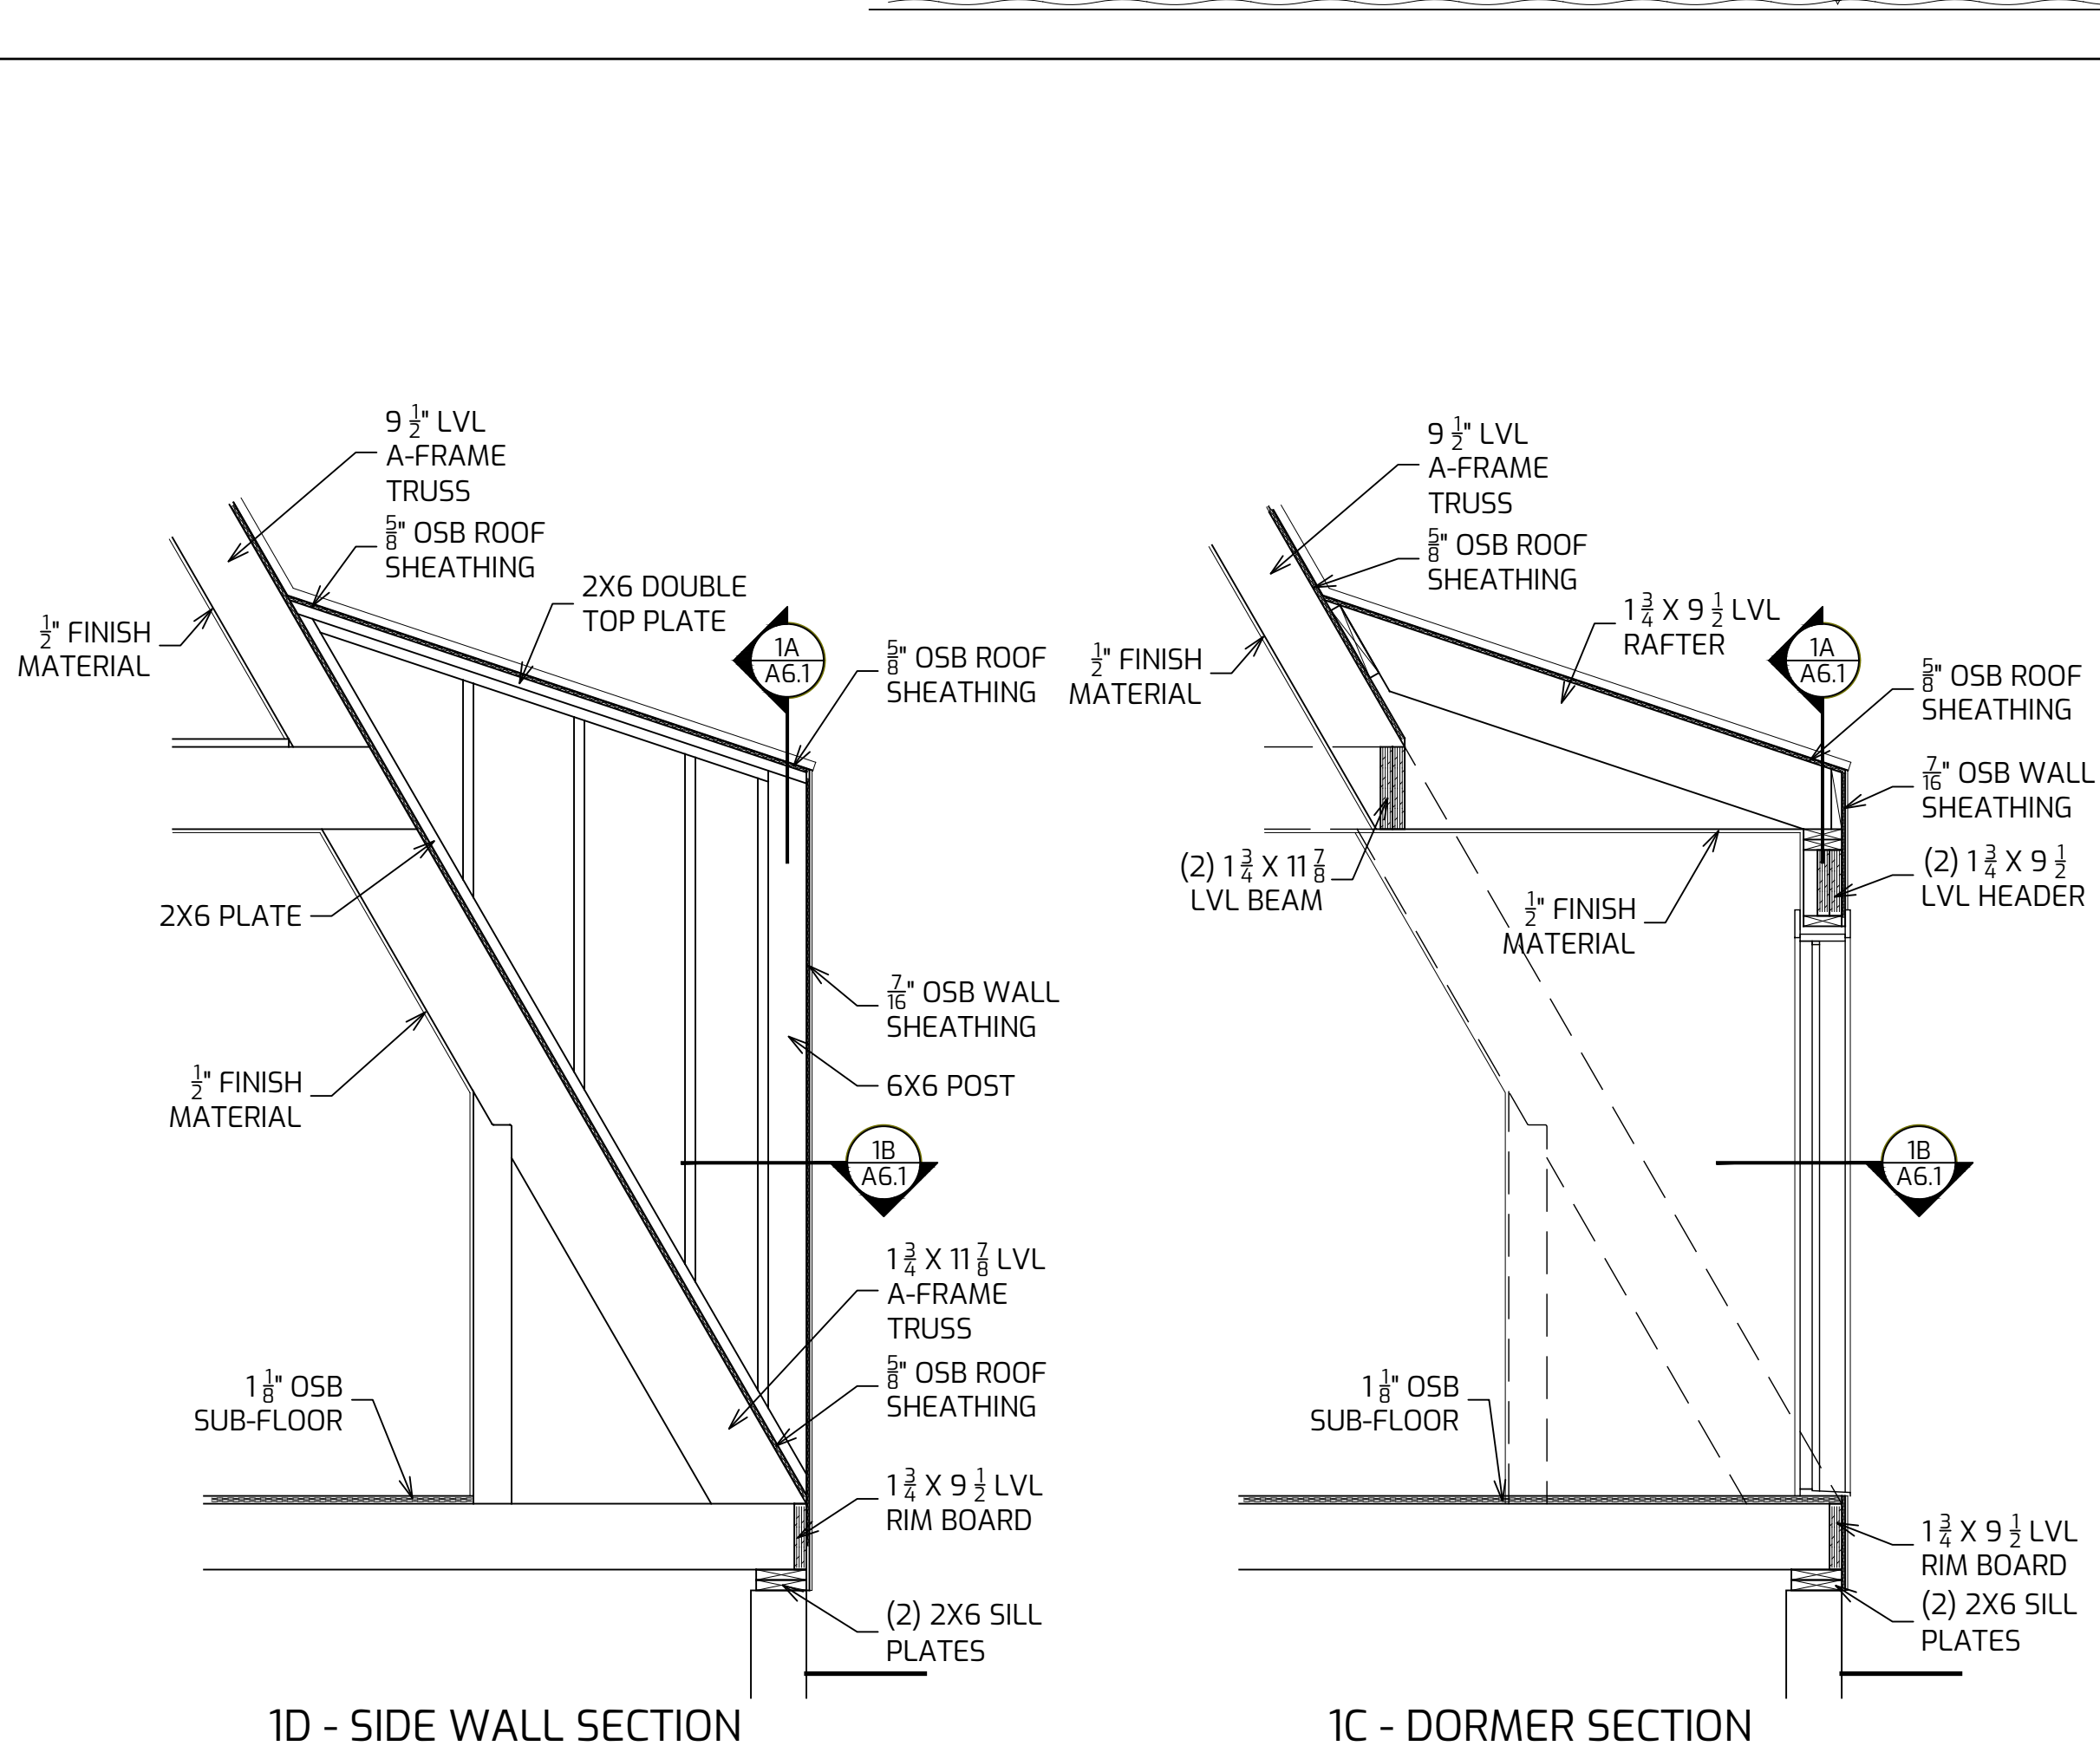 9 1/2" LVL
A-FRAME
TRUSS
5/8" OSB ROOF
SHEATHING
2X6 DOUBLE
TOP PLATE
1/2" FINISH
MATERIAL
1A
A6.1
5/8" OSB ROOF
SHEATHING
2X6 PLATE
7/16" OSB WALL
SHEATHING
1/2" FINISH
MATERIAL
6X6 POST
1B
A6.1
1 3/4 X 11 7/8 LVL
A-FRAME
TRUSS
5/8" OSB ROOF
SHEATHING
1 1/8" OSB
SUB-FLOOR
1 3/4 X 9 1/2 LVL
RIM BOARD
(2) 2X6 SILL
PLATES
1D - SIDE WALL SECTION
9 1/2" LVL
A-FRAME
TRUSS
5/8" OSB ROOF
SHEATHING
1 3/4 X 9 1/2 LVL
RAFTER
1/2" FINISH
MATERIAL
1A
A6.1
5/8" OSB ROOF
SHEATHING
7/16" OSB WALL
SHEATHING
(2) 1 3/4 X 11 7/8
LVL BEAM
(2) 1 3/4 X 9 1/2
LVL HEADER
1/2" FINISH
MATERIAL
1B
A6.1
1 1/8" OSB
SUB-FLOOR
1 3/4 X 9 1/2 LVL
RIM BOARD
(2) 2X6 SILL
PLATES
1C - DORMER SECTION